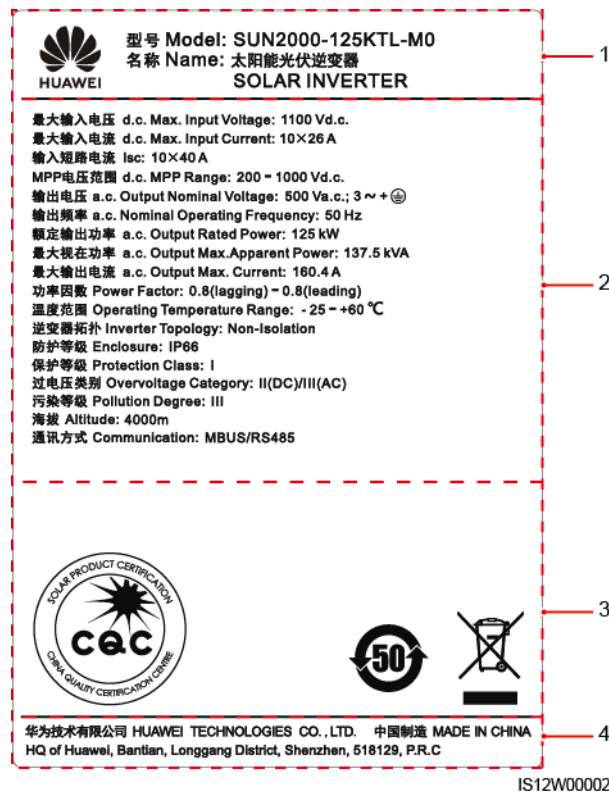 HUAWEI
型号 Model: SUN2000-125KTL-M0
名称 Name: 太阳能光伏逆变器
SOLAR INVERTER
1
最大输入电压 d.c. Max. Input Voltage: 1100 Vd.c.
最大输入电流 d.c. Max. Input Current: 10×26 A
输入短路电流 Isc: 10×40 A
MPP电压范围 d.c. MPP Range: 200 - 1000 Vd.c.
输出电压 a.c. Output Nominal Voltage: 500 Va.c.; 3 ~ +
输出频率 a.c. Nominal Operating Frequency: 50 Hz
额定输出功率 a.c. Output Rated Power: 125 kW
最大视在功率 a.c. Output Max.Apparent Power: 137.5 kVA
最大输出电流 a.c. Output Max. Current: 160.4 A
功率因数 Power Factor: 0.8(lagging) - 0.8(leading)
温度范围 Operating Temperature Range: - 25 - +60 ℃
逆变器拓扑 Inverter Topology: Non-Isolation
防护等级 Enclosure: IP66
保护等级 Protection Class: I
过电压类别 Overvoltage Category: II(DC)/III(AC)
污染等级 Pollution Degree: III
海拔 Altitude: 4000m
通讯方式 Communication: MBUS/RS485
2
SOLAR PRODUCT CERTIFICATION
CQC
CHINA QUALITY CERTIFICATION CENTRE
50
3
华为技术有限公司 HUAWEI TECHNOLOGIES CO., LTD. 中国制造 MADE IN CHINA
HQ of Huawei, Bantian, Longgang District, Shenzhen, 518129, P.R.C
4
IS12W00002